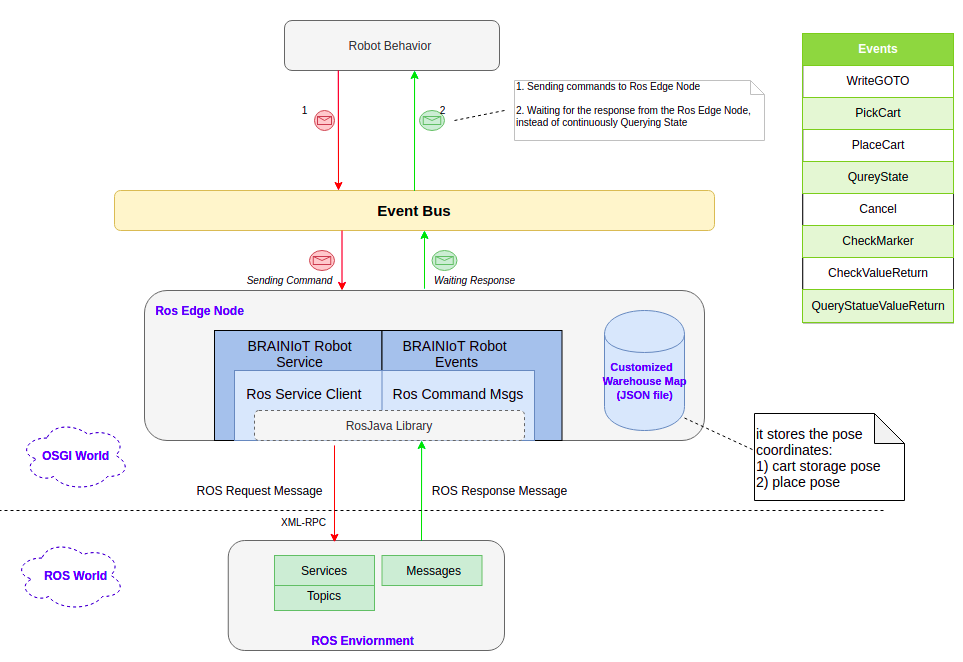 Robot Behavior
1
2
1. Sending commands to Ros Edge Node
2. Waiting for the response from the Ros Edge Node,
instead of continuously Querying State
Events
WriteGOTO
PickCart
PlaceCart
QureyState
Cancel
CheckMarker
CheckValueReturn
QueryStatueValueReturn
Event Bus
Sending Command
Waiting Response
Ros Edge Node
BRAINIoT Robot
Service
BRAINIoT Robot
Events
Ros Service Client
Ros Command Msgs
RosJava Library
Customized
Warehouse Map
(JSON file)
it stores the pose
coordinates:
1) cart storage pose
2) place pose
OSGI World
ROS Request Message
ROS Response Message
XML-RPC
ROS World
Services
Messages
Topics
ROS Enviornment